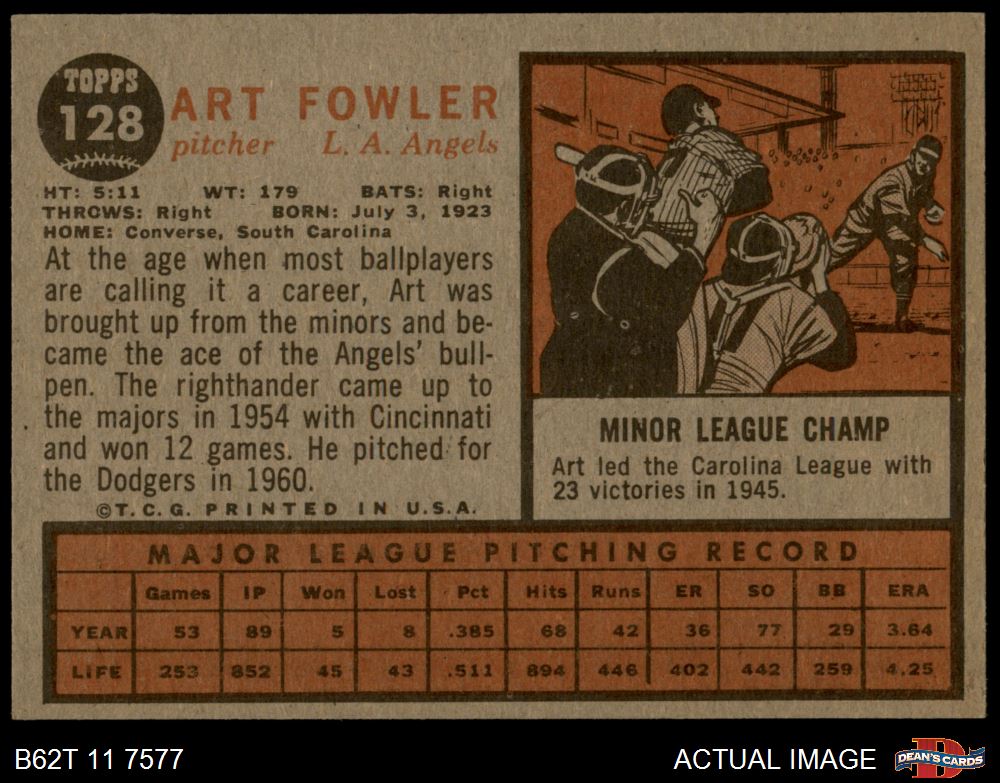 TOPPS
128
ART FOWLER
pitcher L. A. Angels
HT: 5:11 WT: 179 BATS: Right
THROWS: Right BORN: July 3, 1923
HOME: Converse, South Carolina
At the age when most ballplayers
are calling it a career, Art was
brought up from the minors and be-
came the ace of the Angels' bull-
pen. The righthander came up to
the majors in 1954 with Cincinnati
and won 12 games. He pitched for
the Dodgers in 1960.
©T.C.G. PRINTED IN U.S.A.
MINOR LEAGUE CHAMP
Art led the Carolina League with
23 victories in 1945.
MAJOR LEAGUE PITCHING RECORD
Games IP Won Lost Pct Hits Runs ER SO BB ERA
YEAR 53 89 5 8 .385 68 42 36 77 29 3.64
LIFE 253 852 45 43 .511 894 446 402 442 259 4.25
B62T 11 7577
ACTUAL IMAGE
DEAN'S CARDS